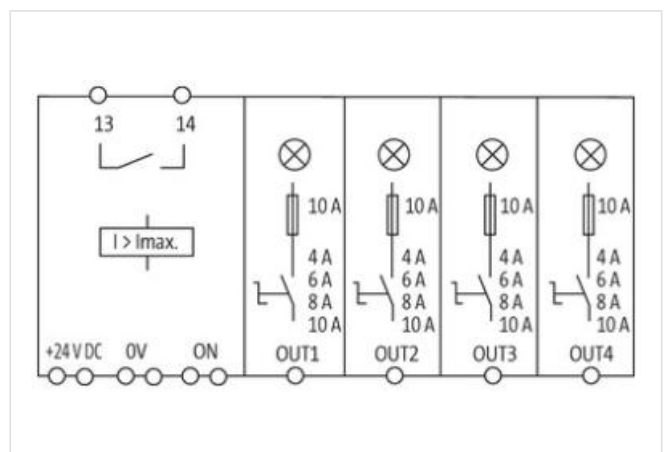 13 14
10 A 10 A 10 A 10 A
I > Imax.
4 A 4 A 4 A 4 A
6 A 6 A 6 A 6 A
8 A 8 A 8 A 8 A
10 A 10 A 10 A 10 A
+24 V DC 0V ON OUT1 OUT2 OUT3 OUT4